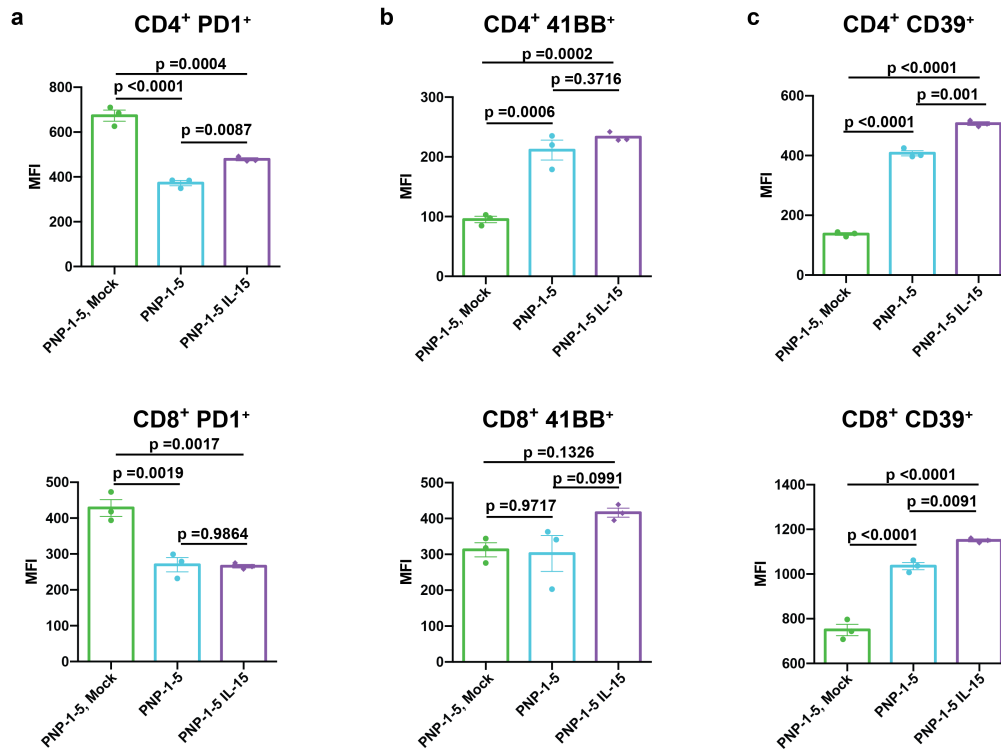 a
CD4⁺ PD1⁺
p =0.0004
p <0.0001
p =0.0087
MFI
800
600
400
200
0
PNP-1-5, Mock
PNP-1-5
PNP-1-5 IL-15
b
CD4⁺ 41BB⁺
p =0.0002
p =0.3716
p =0.0006
MFI
300
200
100
0
PNP-1-5, Mock
PNP-1-5
PNP-1-5 IL-15
c
CD4⁺ CD39⁺
p <0.0001
p =0.001
p <0.0001
MFI
600
400
200
0
PNP-1-5, Mock
PNP-1-5
PNP-1-5 IL-15
CD8⁺ PD1⁺
p =0.0017
p =0.0019
p =0.9864
MFI
500
400
300
200
100
0
PNP-1-5, Mock
PNP-1-5
PNP-1-5 IL-15
CD8⁺ 41BB⁺
p =0.1326
p =0.0991
p =0.9717
MFI
500
400
300
200
100
0
PNP-1-5, Mock
PNP-1-5
PNP-1-5 IL-15
CD8⁺ CD39⁺
p <0.0001
p =0.0091
p <0.0001
MFI
1400
1200
1000
800
600
PNP-1-5, Mock
PNP-1-5
PNP-1-5 IL-15